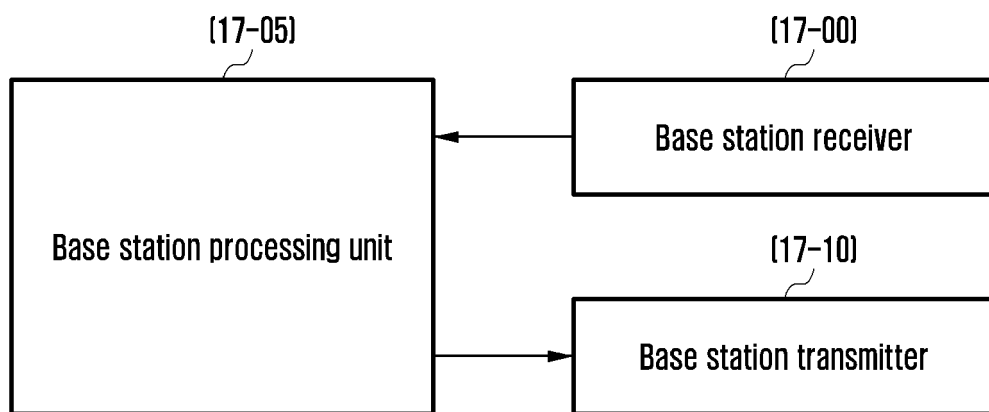 (17-05)
(17-00)
Base station receiver
Base station processing unit
(17-10)
Base station transmitter